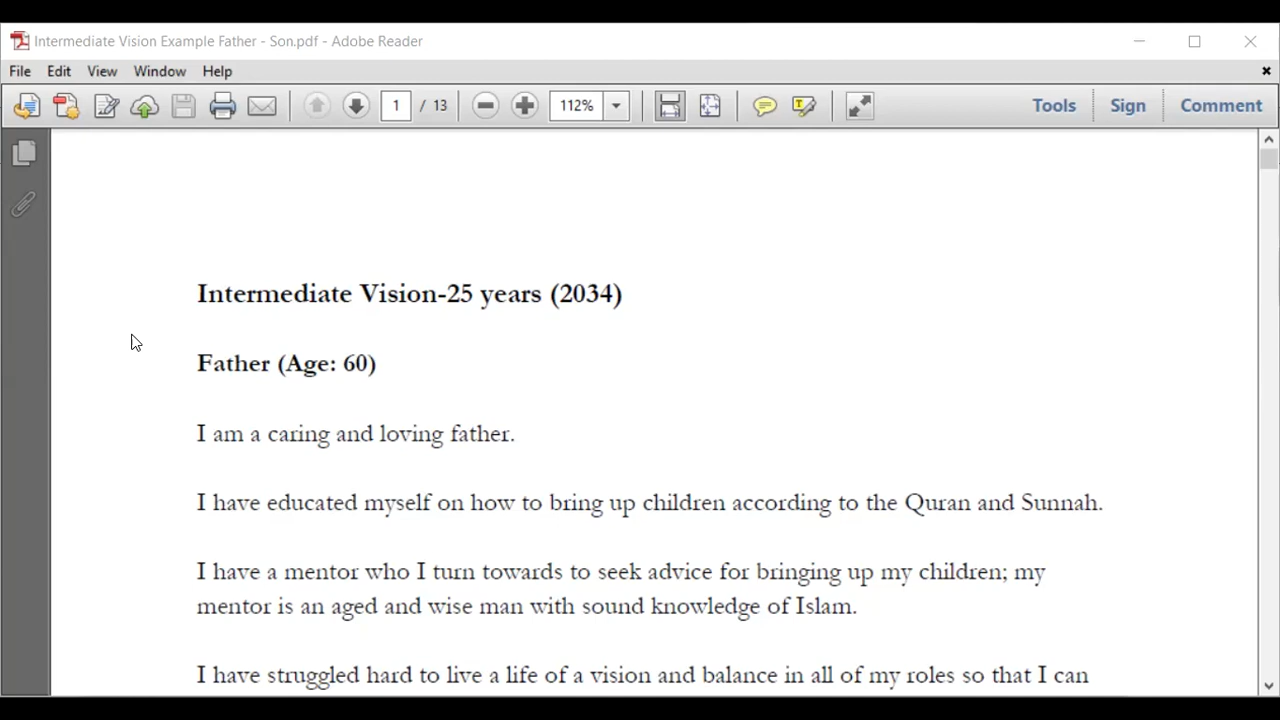 Intermediate Vision Example Father - Son.pdf - Adobe Reader
File Edit View Window Help
1 / 13 112% Tools Sign Comment
Intermediate Vision-25 years (2034)
Father (Age: 60)
I am a caring and loving father.
I have educated myself on how to bring up children according to the Quran and Sunnah.
I have a mentor who I turn towards to seek advice for bringing up my children; my
mentor is an aged and wise man with sound knowledge of Islam.
I have struggled hard to live a life of a vision and balance in all of my roles so that I can